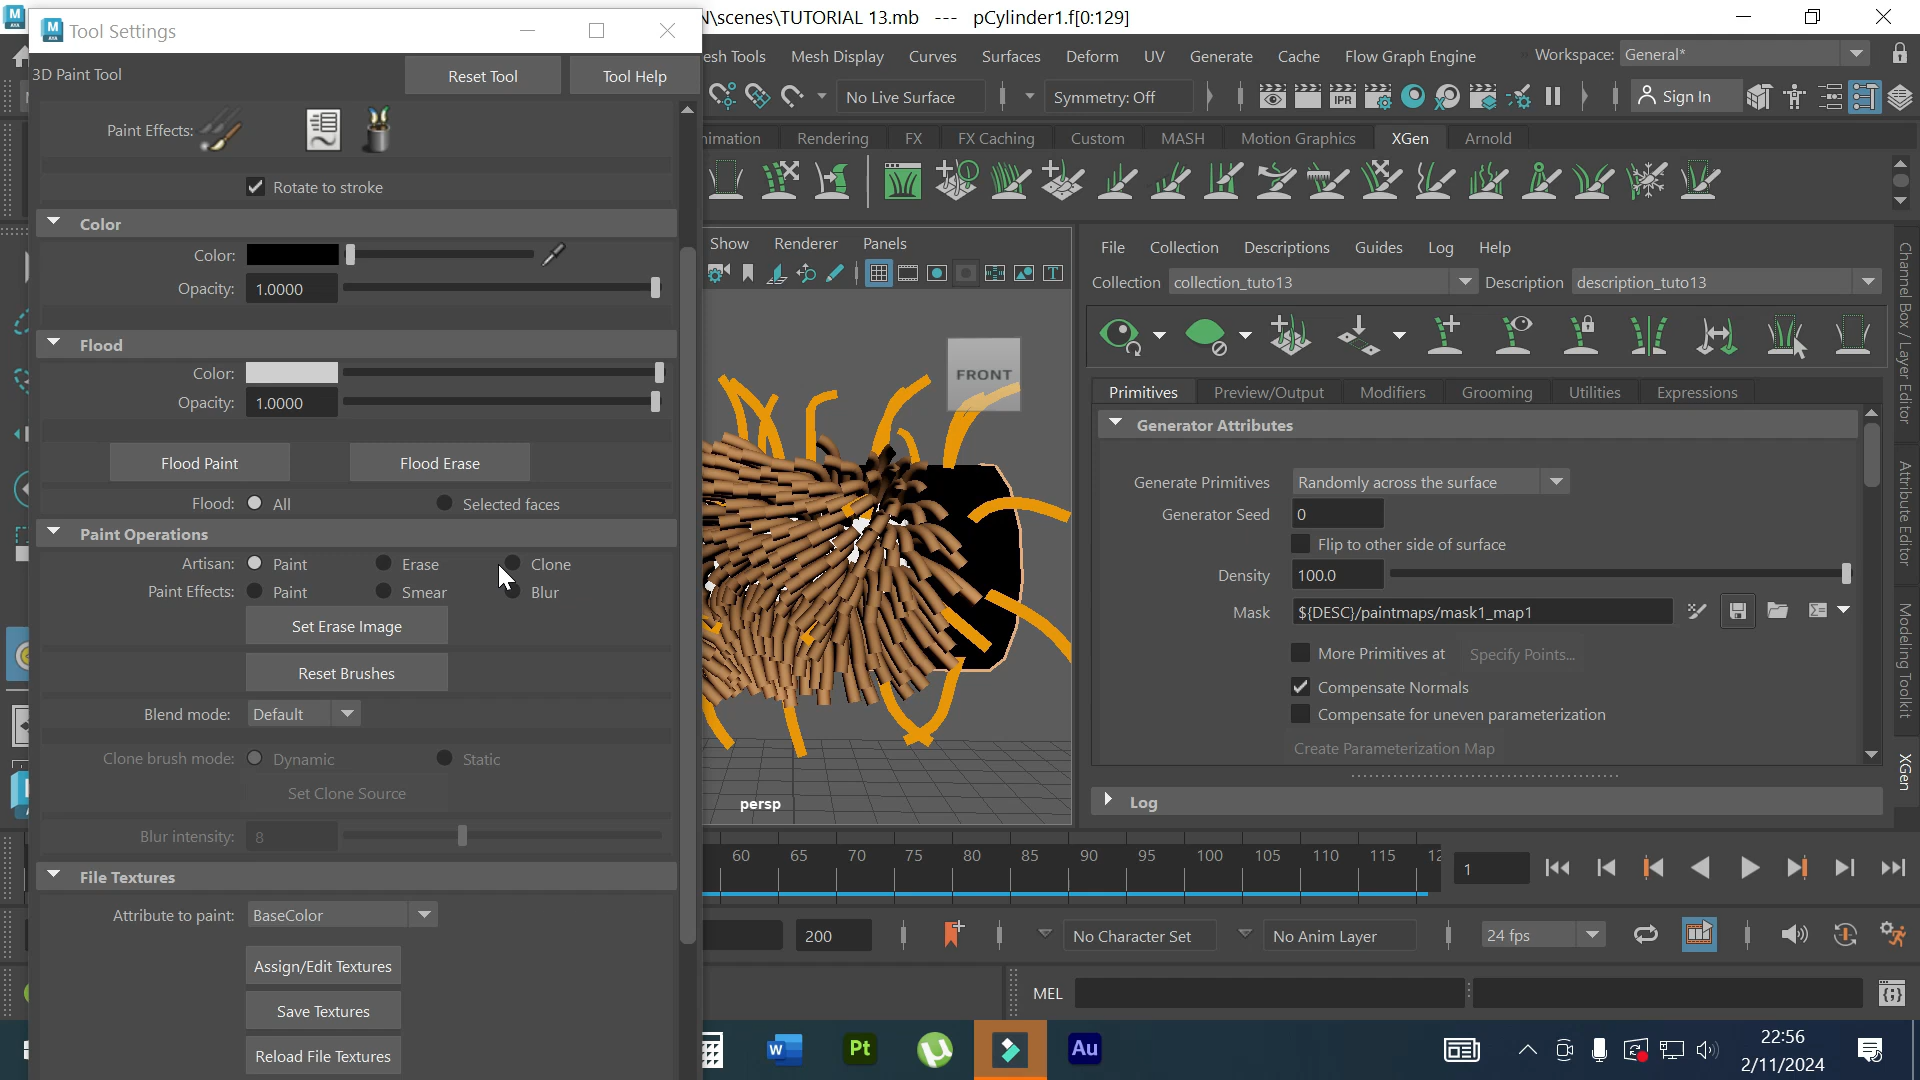 Tool Settings
N\scenes\TUTORIAL 13.mb --- pCylinder1.f[0:129]
3D Paint Tool
Reset Tool
Tool Help
esh Tools Mesh Display Curves Surfaces Deform UV Generate Cache Flow Graph Engine
Workspace: General*
No Live Surface
Symmetry: Off
IPR
Sign In
nimation Rendering FX FX Caching Custom MASH Motion Graphics XGen Arnold
Paint Effects:
Rotate to stroke
Color
Color:
Opacity: 1.0000
Flood
Color:
Opacity: 1.0000
Flood Paint
Flood Erase
Flood: All Selected faces
Paint Operations
Artisan: Paint Erase Clone
Paint Effects: Paint Smear Blur
Set Erase Image
Reset Brushes
Blend mode: Default
Clone brush mode: Dynamic Static
Set Clone Source
Blur intensity: 8
File Textures
Attribute to paint: BaseColor
Assign/Edit Textures
Save Textures
Reload File Textures
Show Renderer Panels
FRONT
persp
File Collection Descriptions Guides Log Help
Collection collection_tuto13
Description description_tuto13
Primitives Preview/Output Modifiers Grooming Utilities Expressions
Generator Attributes
Generate Primitives Randomly across the surface
Generator Seed 0
Flip to other side of surface
Density 100.0
Mask ${DESC}/paintmaps/mask1_map1
More Primitives at Specify Points...
Compensate Normals
Compensate for uneven parameterization
Create Parameterization Map
Log
Channel Box / Layer Editor
Attribute Editor
Modeling Toolkit
XGen
60 65 70 75 80 85 90 95 100 105 110 115 12
1
200
No Character Set
No Anim Layer
24 fps
MEL
W
Pt
µ
Au
22:56
2/11/2024